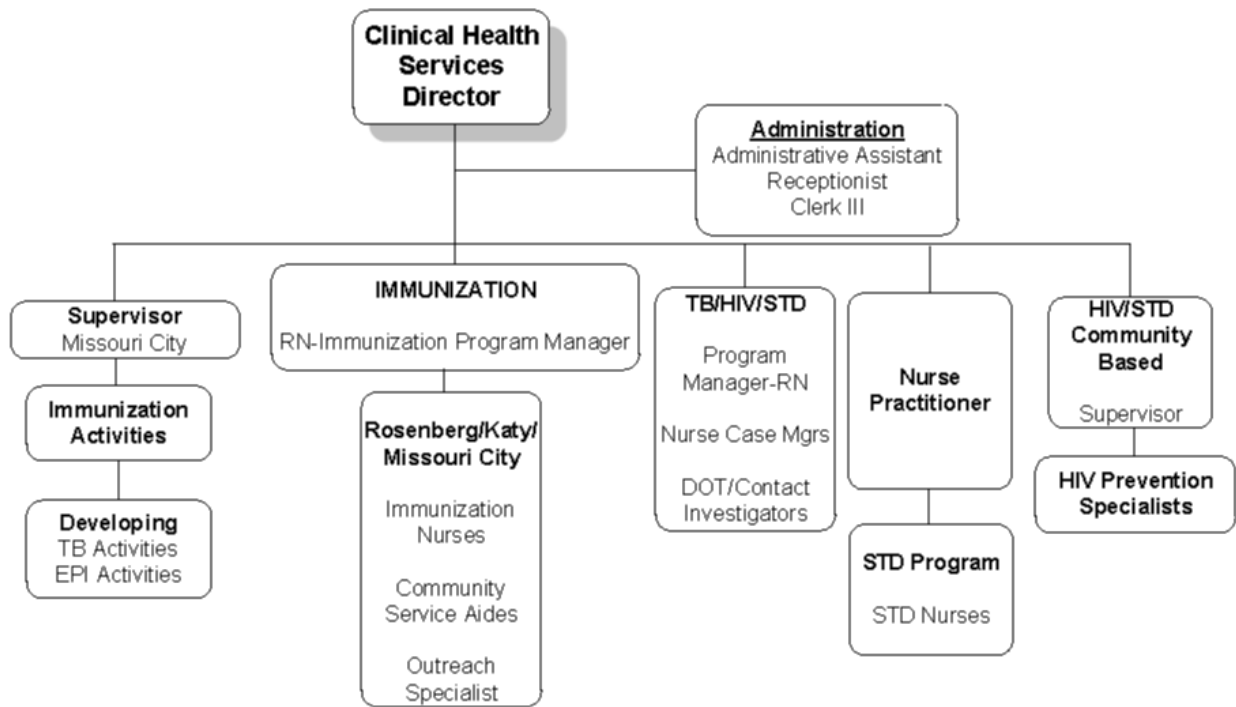 Clinical Health
Services
Director
Administration
Administrative Assistant
Receptionist
Clerk III
Supervisor
Missouri City
Immunization
Activities
Developing
TB Activities
EPI Activities
IMMUNIZATION
RN-Immunization Program Manager
Rosenberg/Katy/
Missouri City
Immunization
Nurses
Community
Service Aides
Outreach
Specialist
TB/HIV/STD
Program
Manager-RN
Nurse Case Mgrs
DOT/Contact
Investigators
Nurse
Practitioner
STD Program
STD Nurses
HIV/STD
Community
Based
Supervisor
HIV Prevention
Specialists